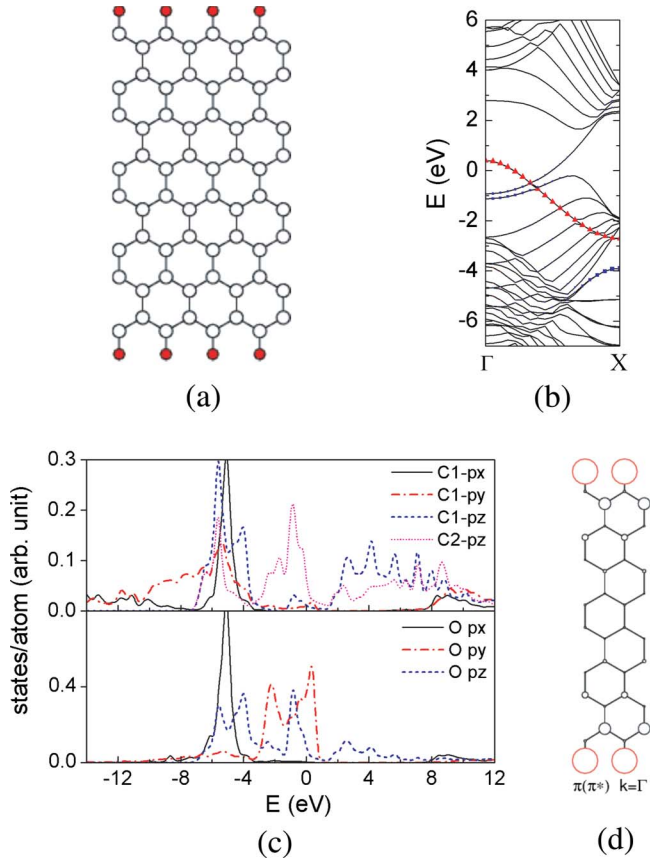 6
4
2
0
-2
-4
-6
E (eV)
Γ X
(a)
(b)
0.3
0.2
0.1
0.0
0.4
0.0
states/atom (arb. unit)
C1-px
C1-py
C1-pz
C2-pz
O px
O py
O pz
-12 -8 -4 0 4 8 12
E (eV)
(c)
π(π*) k=Γ
(d)